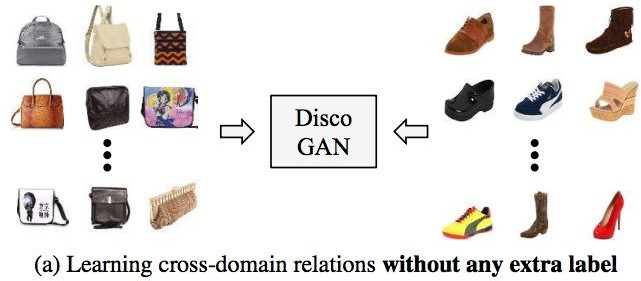 Disco
GAN
(a) Learning cross-domain relations without any extra label